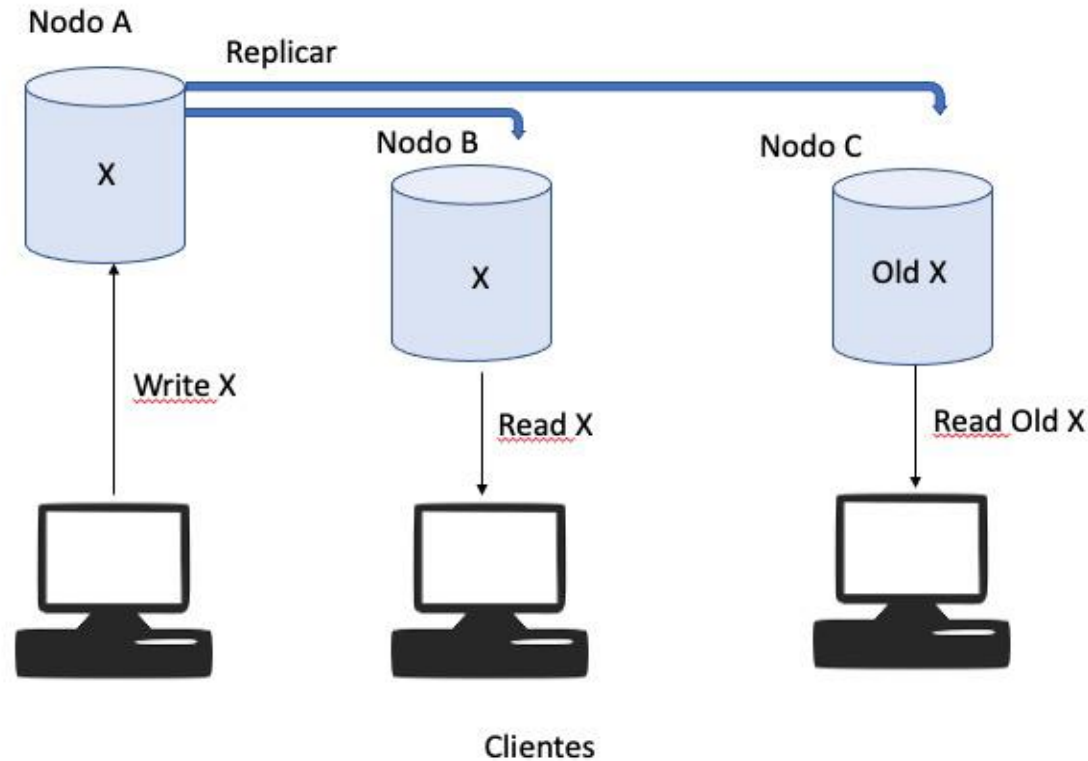 Nodo A
Replicar
Nodo B
Nodo C
X
X
Old X
Write X
Read X
Read Old X
Clientes